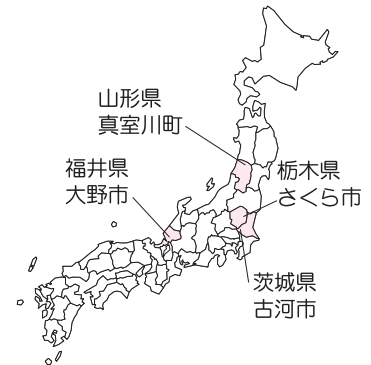 山形県
真室川町
福井県
大野市
栃木県
さくら市
茨城県
古河市